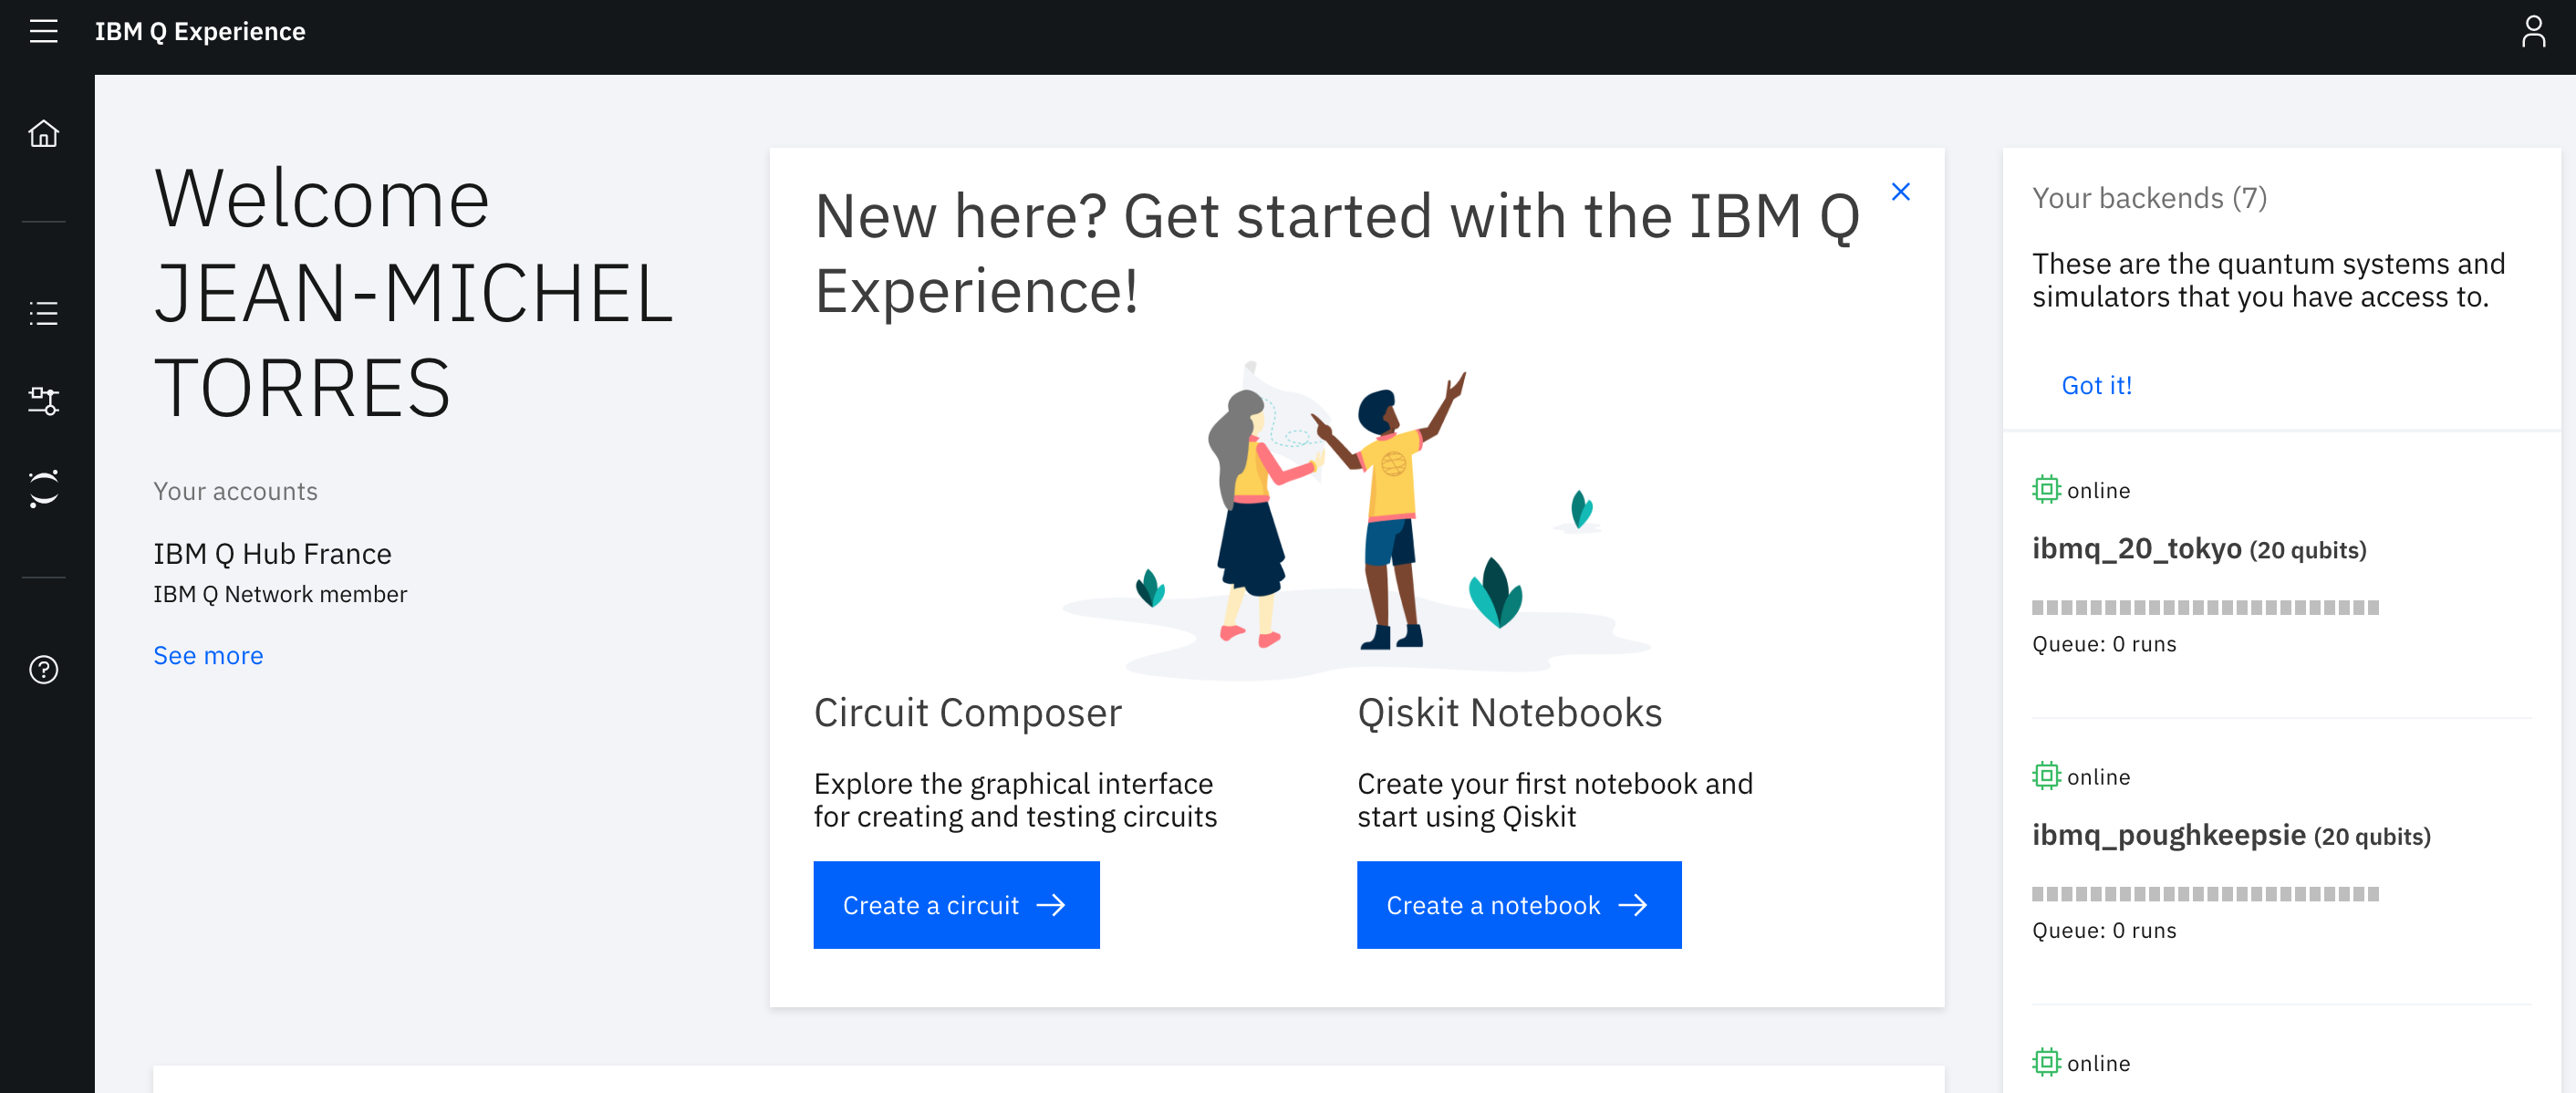 IBM Q Experience
Welcome
JEAN-MICHEL
TORRES
Your accounts
IBM Q Hub France
IBM Q Network member
See more
New here? Get started with the IBM Q
Experience!
Circuit Composer
Explore the graphical interface
for creating and testing circuits
Create a circuit
Qiskit Notebooks
Create your first notebook and
start using Qiskit
Create a notebook
Your backends (7)
These are the quantum systems and
simulators that you have access to.
Got it!
online
ibmq_20_tokyo (20 qubits)
Queue: 0 runs
online
ibmq_poughkeepsie (20 qubits)
Queue: 0 runs
online